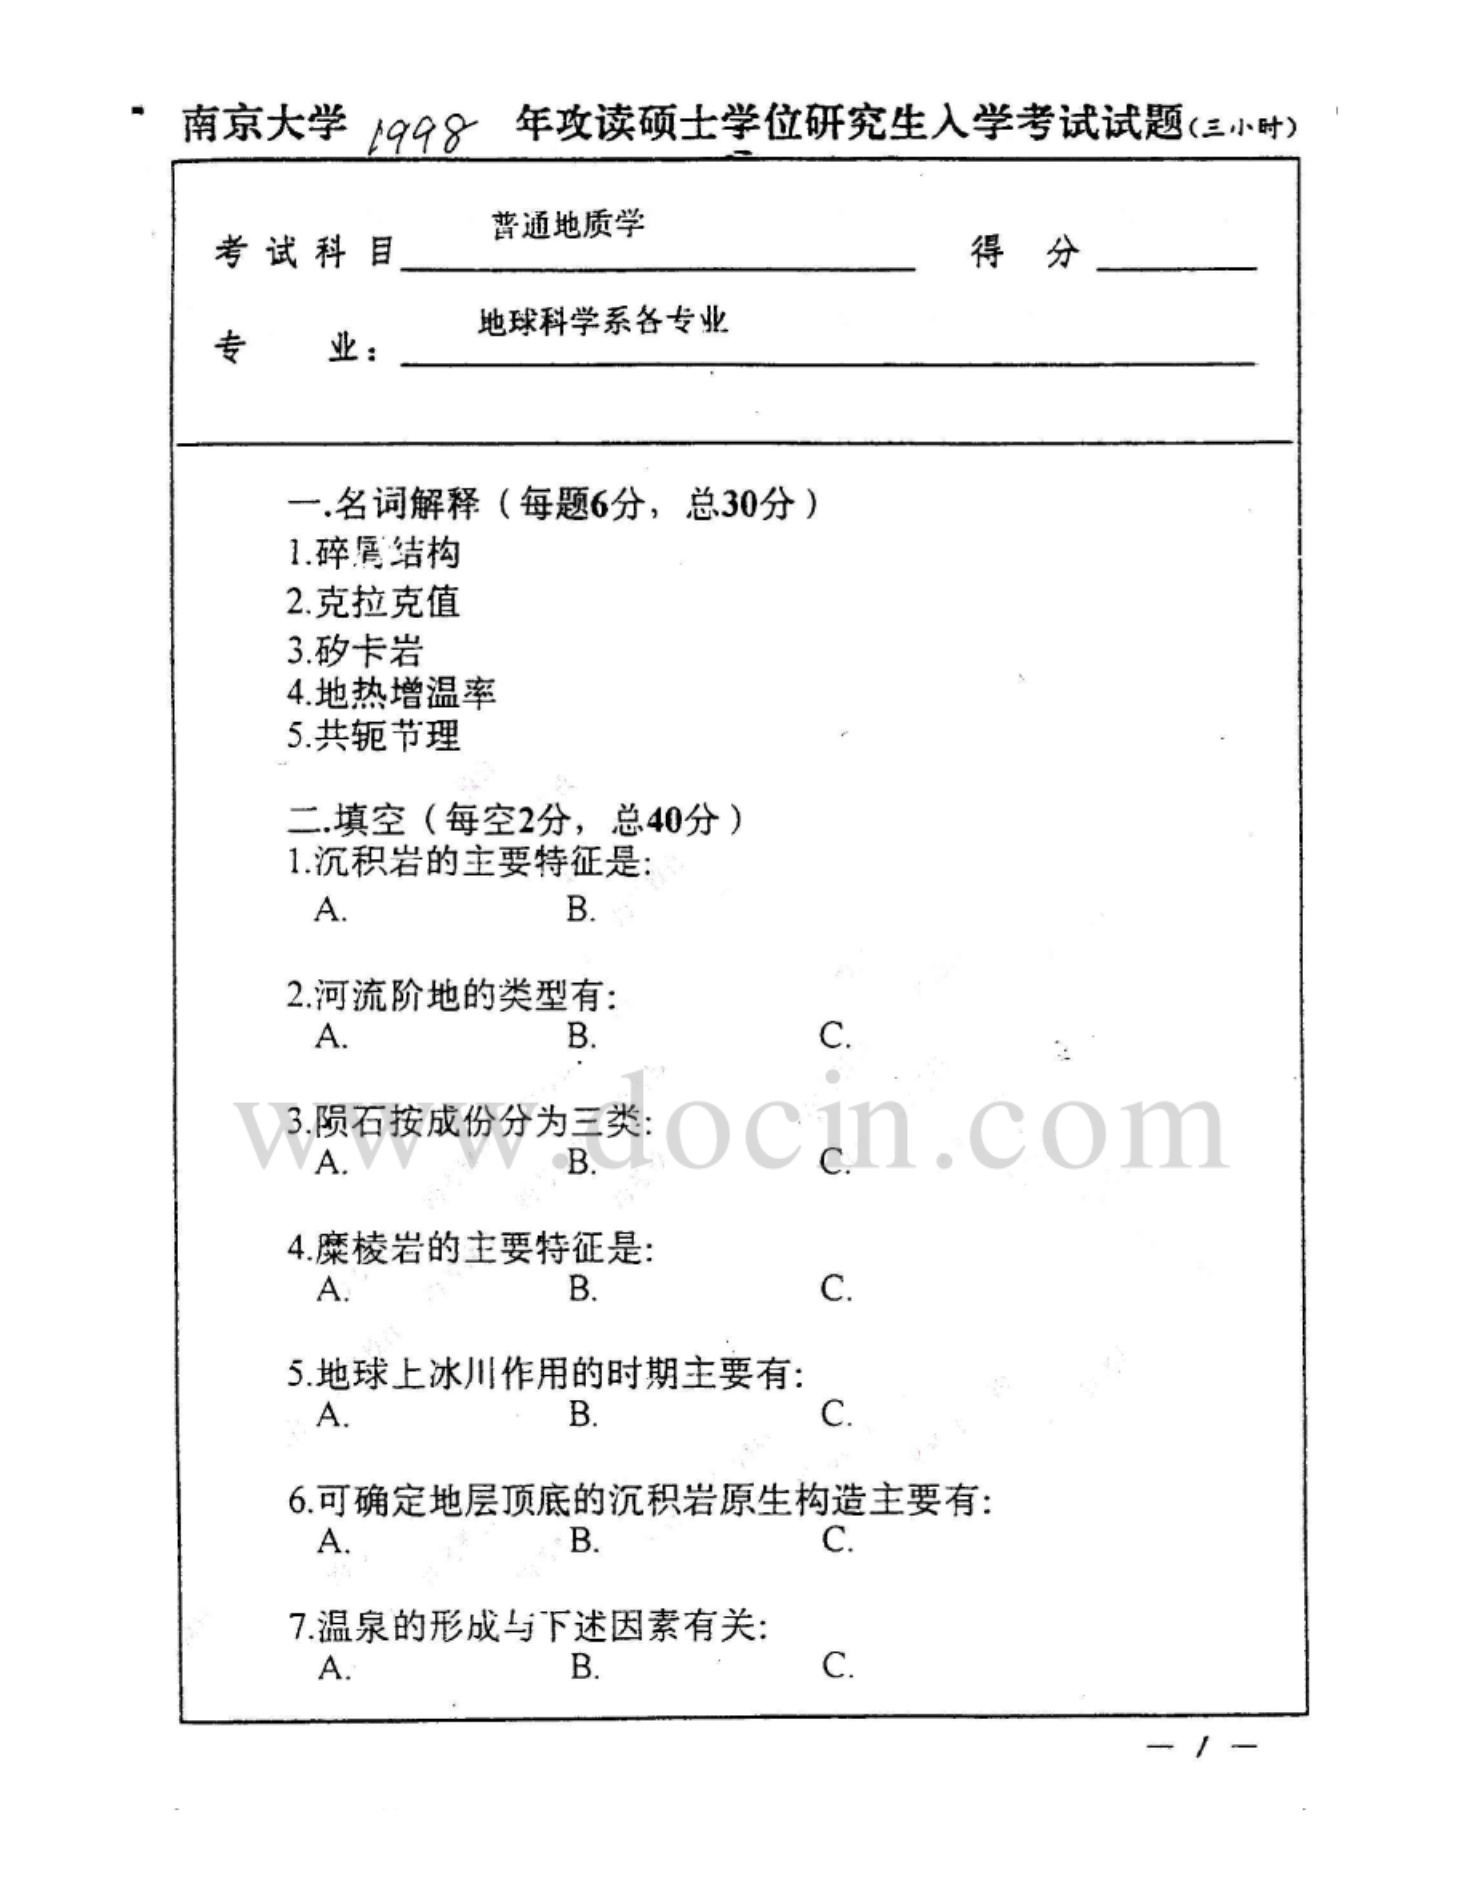 南京大学 1998 年攻读硕士学位研究生入学考试试题(三小时)
考试科目 普通地质学 得 分
专 业: 地球科学系各专业
一.名词解释(每题6分,总30分)
1.碎屑结构
2.克拉克值
3.矽卡岩
4.地热增温率
5.共轭节理
二.填空(每空2分,总40分)
1.沉积岩的主要特征是:
A. B.
2.河流阶地的类型有:
A. B. C.
3.陨石按成份分为三类:
A. B. C.
4.糜棱岩的主要特征是:
A. B. C.
5.地球上冰川作用的时期主要有:
A. B. C.
6.可确定地层顶底的沉积岩原生构造主要有:
A. B. C.
7.温泉的形成与下述因素有关:
A. B. C.
— 1 —
www.docin.com